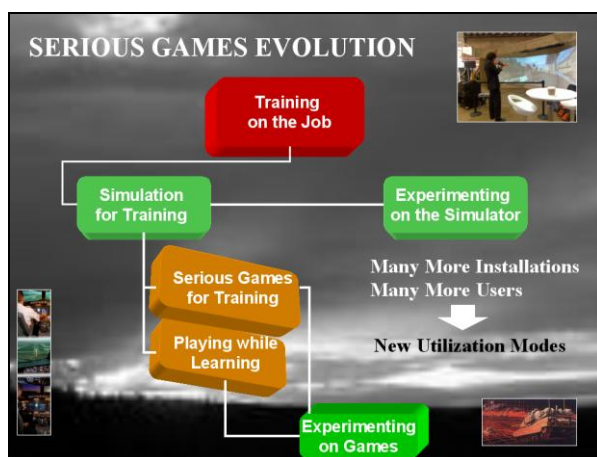 SERIOUS GAMES EVOLUTION
Training
on the Job
Simulation
for Training
Experimenting
on the Simulator
Serious Games
for Training
Many More Installations
Many More Users
Playing while
Learning
New Utilization Modes
Experimenting
on Games